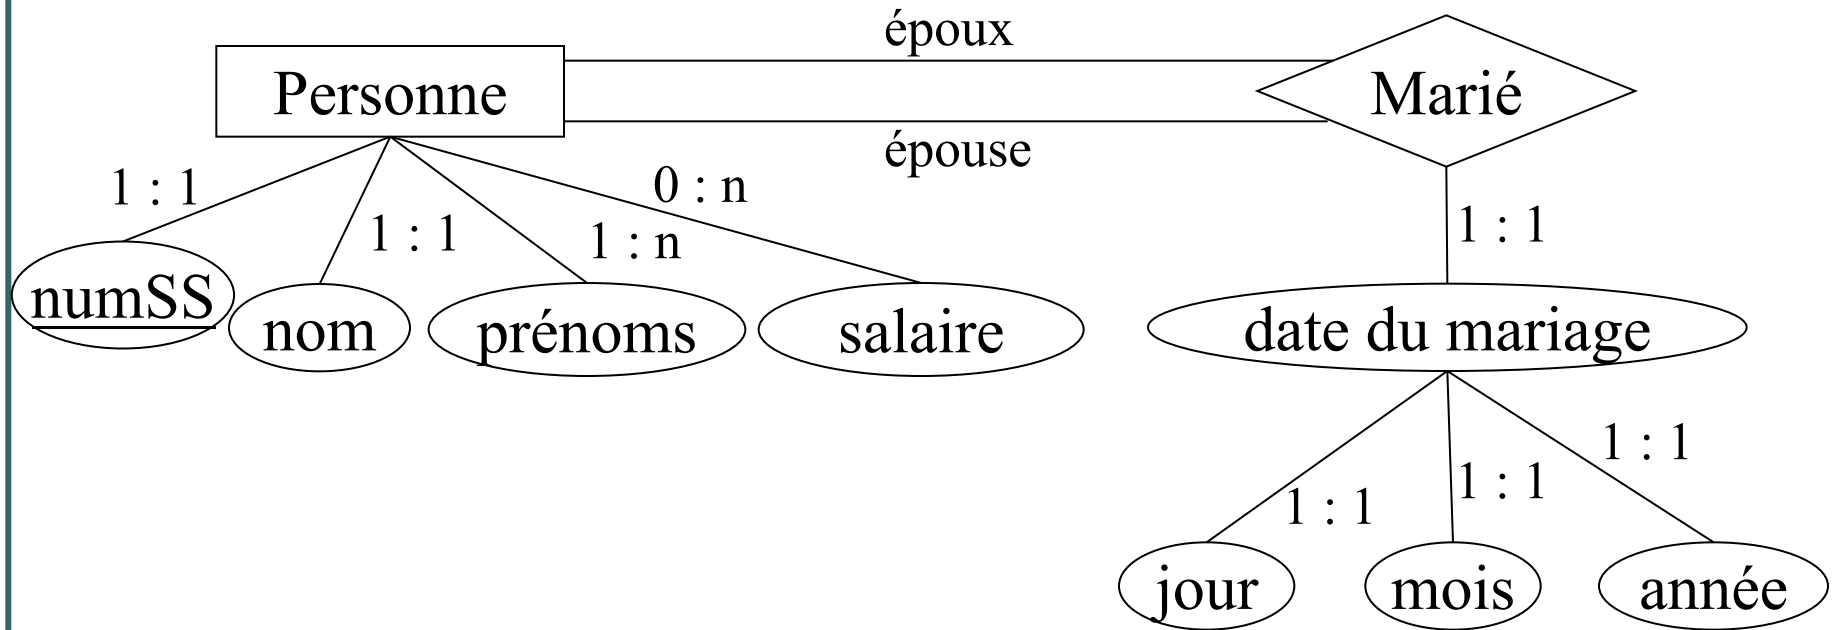 époux
Personne
Marié
épouse
1 : 1
0 : n
1 : 1
1 : n
1 : 1
numSS
nom
prénoms
salaire
date du mariage
1 : 1
1 : 1
1 : 1
jour
mois
année